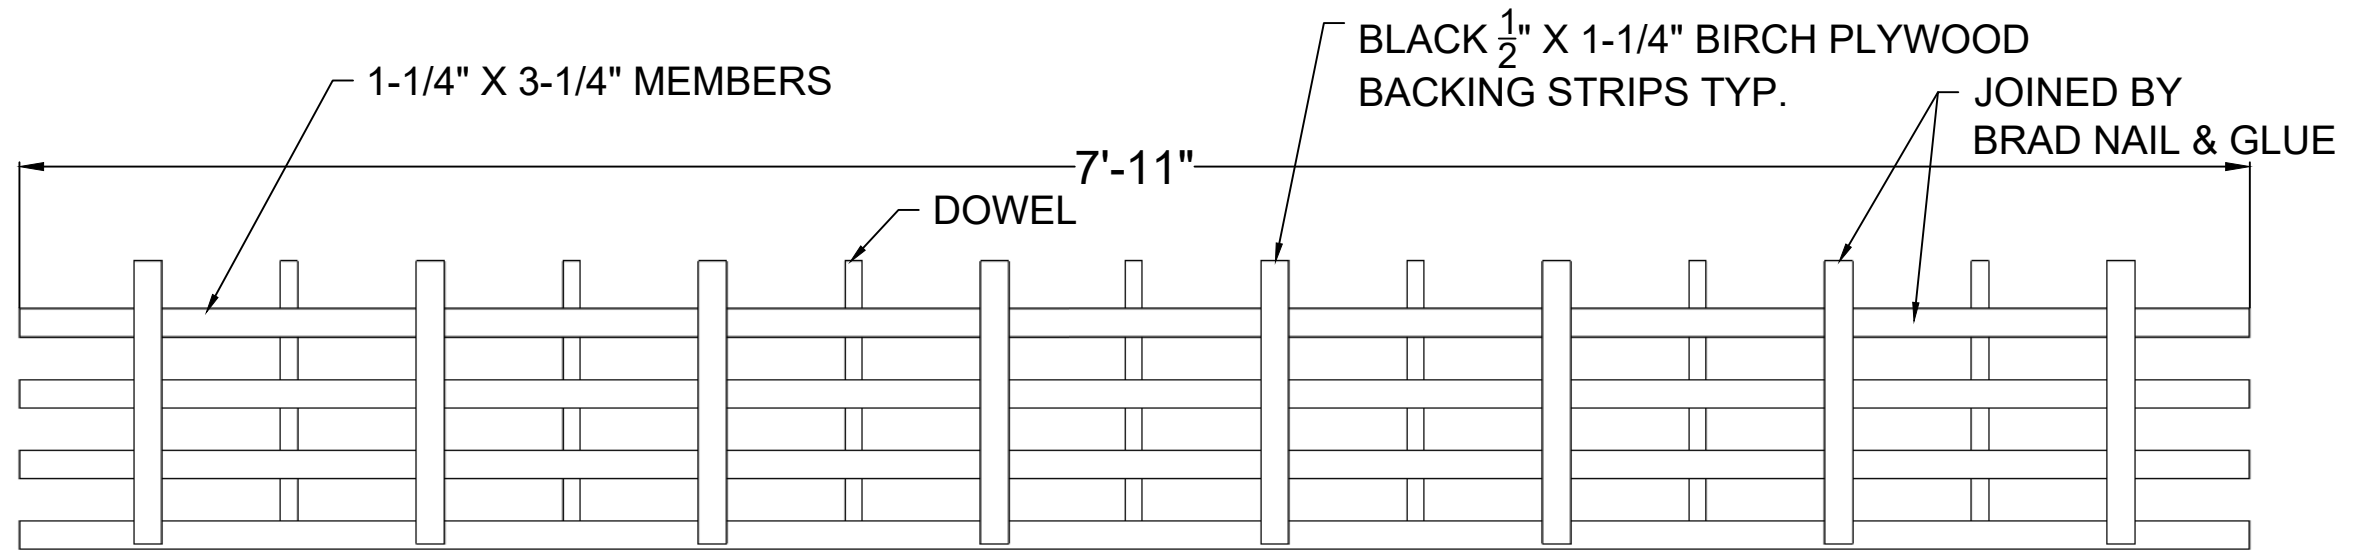 BLACK 1/2" X 1-1/4" BIRCH PLYWOOD
BACKING STRIPS TYP.
1-1/4" X 3-1/4" MEMBERS
JOINED BY
BRAD NAIL & GLUE
7'-11"
DOWEL